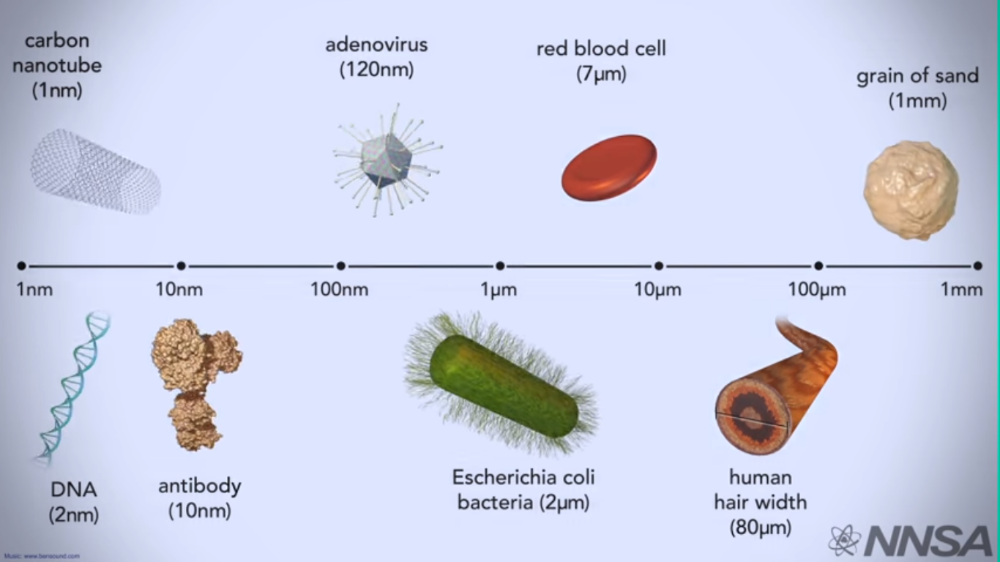 carbon
nanotube
(1nm)
adenovirus
(120nm)
red blood cell
(7µm)
grain of sand
(1mm)
1nm
10nm
100nm
1µm
10µm
100µm
1mm
DNA
(2nm)
antibody
(10nm)
Escherichia coli
bacteria (2µm)
human
hair width
(80µm)
NNSA
Music: www.bensound.com